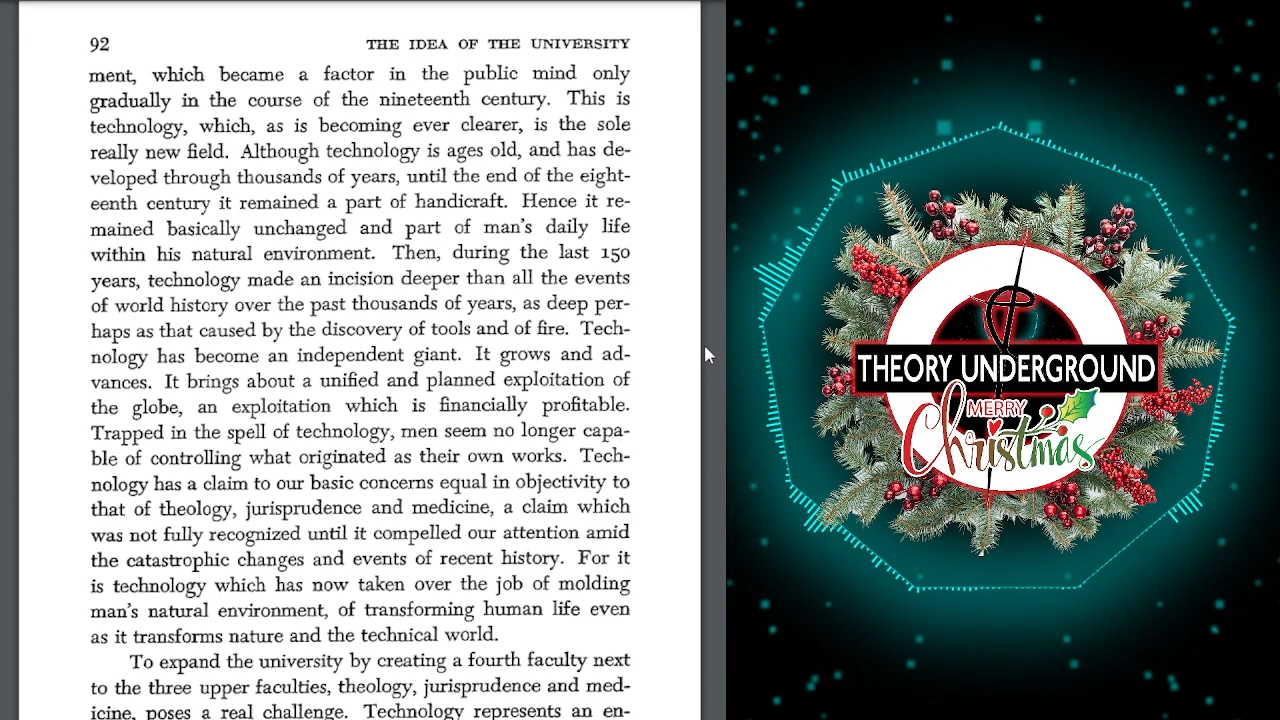 92 THE IDEA OF THE UNIVERSITY
ment, which became a factor in the public mind only
gradually in the course of the nineteenth century. This is
technology, which, as is becoming ever clearer, is the sole
really new field. Although technology is ages old, and has de-
veloped through thousands of years, until the end of the eight-
eenth century it remained a part of handicraft. Hence it re-
mained basically unchanged and part of man's daily life
within his natural environment. Then, during the last 150
years, technology made an incision deeper than all the events
of world history over the past thousands of years, as deep per-
haps as that caused by the discovery of tools and of fire. Tech-
nology has become an independent giant. It grows and ad-
vances. It brings about a unified and planned exploitation of
the globe, an exploitation which is financially profitable.
Trapped in the spell of technology, men seem no longer capa-
ble of controlling what originated as their own works. Tech-
nology has a claim to our basic concerns equal in objectivity to
that of theology, jurisprudence and medicine, a claim which
was not fully recognized until it compelled our attention amid
the catastrophic changes and events of recent history. For it
is technology which has now taken over the job of molding
man's natural environment, of transforming human life even
as it transforms nature and the technical world.
To expand the university by creating a fourth faculty next
to the three upper faculties, theology, jurisprudence and med-
icine, poses a real challenge. Technology represents an en-
THEORY UNDERGROUND
MERRY
Christmas